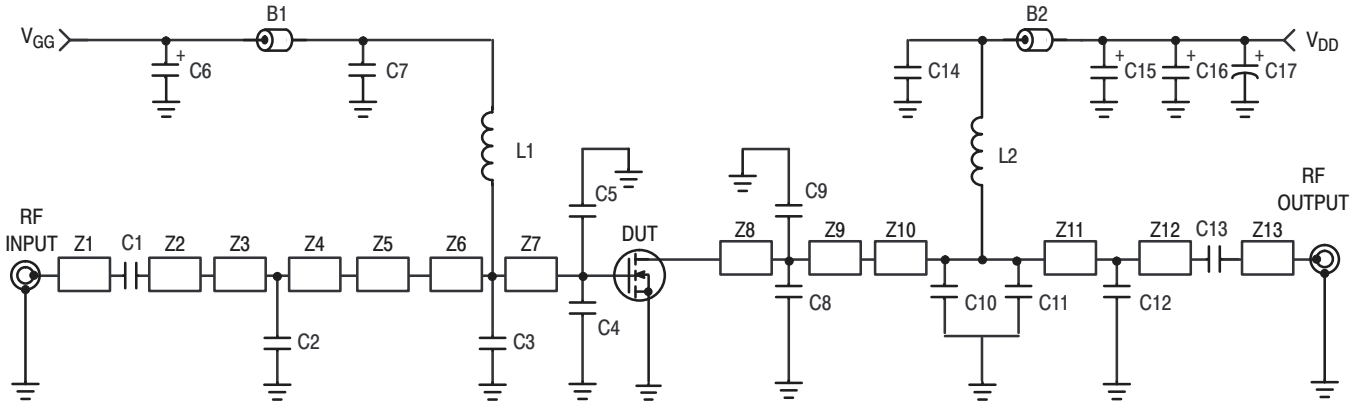 B1
B2
V_GG
V_DD
+
C6
C7
C14
+
C15
+
C16
+
C17
L1
L2
C5
C9
RF
INPUT
RF
OUTPUT
Z1
C1
Z2
Z3
Z4
Z5
Z6
Z7
DUT
Z8
Z9
Z10
Z11
Z12
C13
Z13
C2
C3
C4
C8
C10
C11
C12